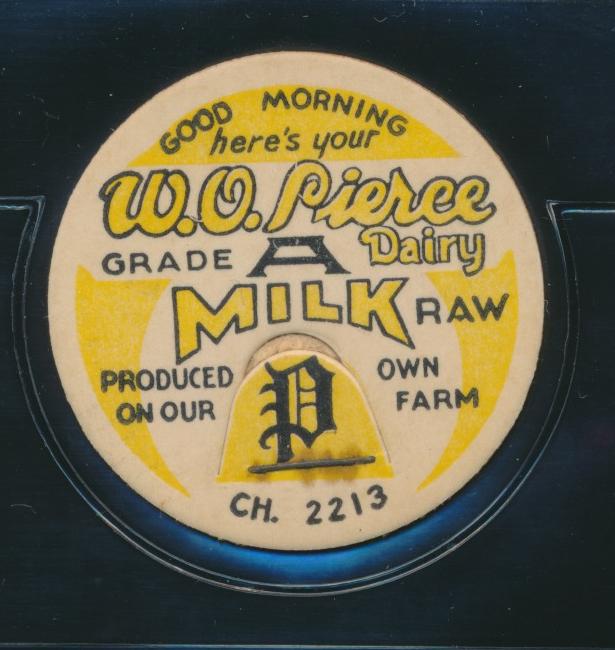 GOOD MORNING
here's your
W.O. Pierce
Dairy
GRADE A
MILK RAW
PRODUCED OWN
ON OUR FARM
P
CH. 2213